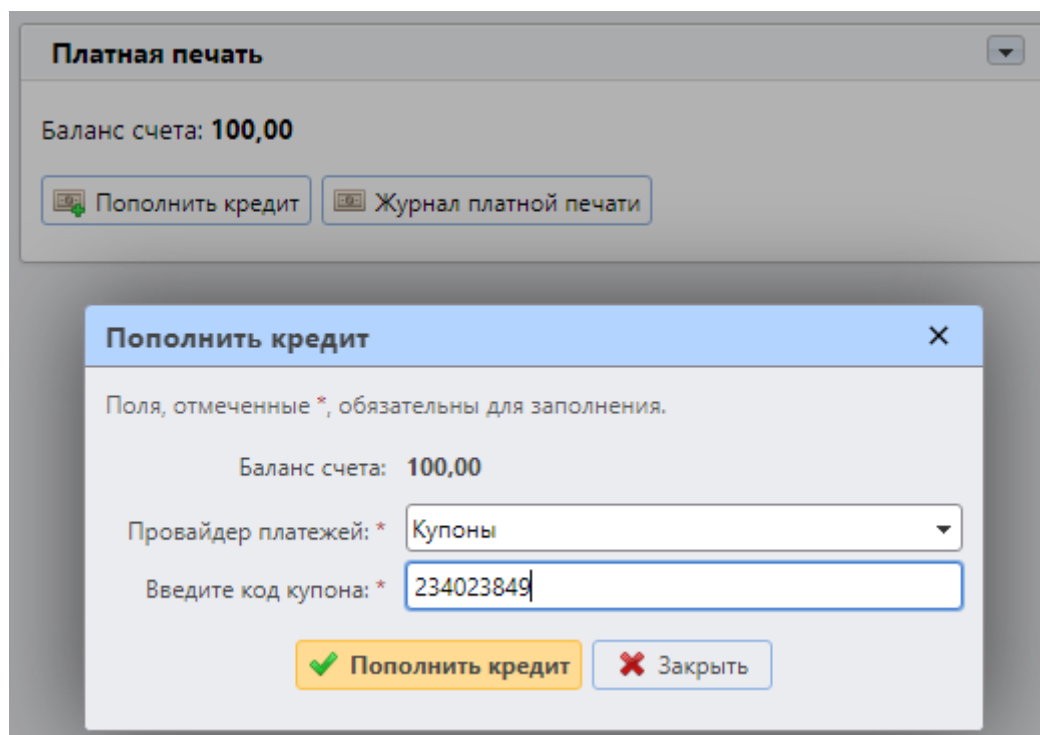 Платная печать
Баланс счета: 100,00
Пополнить кредит Журнал платной печати
Пополнить кредит
Поля, отмеченные *, обязательны для заполнения.
Баланс счета: 100,00
Провайдер платежей: * Купоны
Введите код купона: * 234023849
Пополнить кредит Закрыть